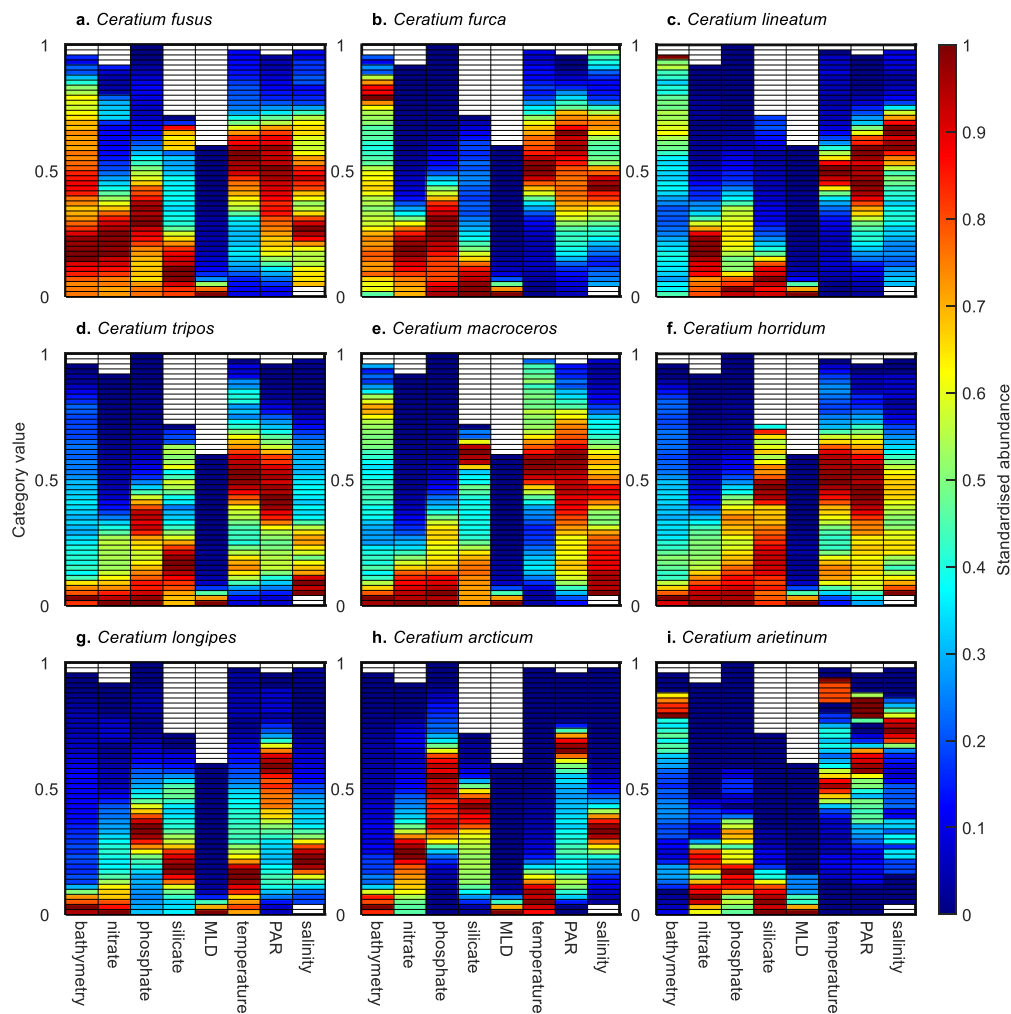 a. Ceratium fusus
b. Ceratium furca
c. Ceratium lineatum
1
0.5
0
1
0.5
0
1
0.5
0
d. Ceratium tripos
e. Ceratium macroceros
f. Ceratium horridum
1
0.5
0
1
0.5
0
1
0.5
0
g. Ceratium longipes
h. Ceratium arcticum
i. Ceratium arietinum
1
0.5
0
1
0.5
0
1
0.5
0
Category value
bathymetry
nitrate
phosphate
silicate
MLD
temperature
PAR
salinity
bathymetry
nitrate
phosphate
silicate
MLD
temperature
PAR
salinity
bathymetry
nitrate
phosphate
silicate
MLD
temperature
PAR
salinity
1
0.9
0.8
0.7
0.6
0.5
0.4
0.3
0.2
0.1
0
Standardised abundance